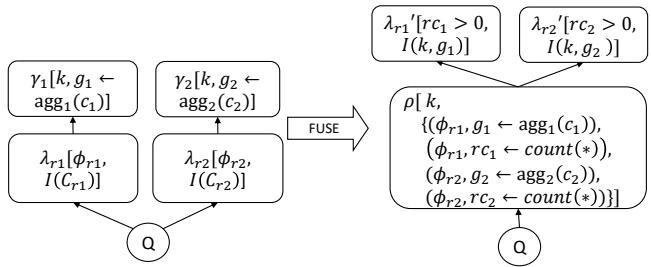 γ₁[k, g₁ ←
agg₁(c₁)]
γ₂[k, g₂ ←
agg₂(c₂)]
λᵣ₁[ϕᵣ₁,
I(Cᵣ₁)]
λᵣ₂[ϕᵣ₂,
I(Cᵣ₂)]
Q
FUSE
λᵣ₁′[rc₁ > 0,
I(k, g₁)]
λᵣ₂′[rc₂ > 0,
I(k, g₂ )]
ρ[ k,
{(ϕᵣ₁, g₁ ← agg₁(c₁)),
(ϕᵣ₁, rc₁ ← count(∗)),
(ϕᵣ₂, g₂ ← agg₂(c₂)),
(ϕᵣ₂, rc₂ ← count(∗))}]
Q